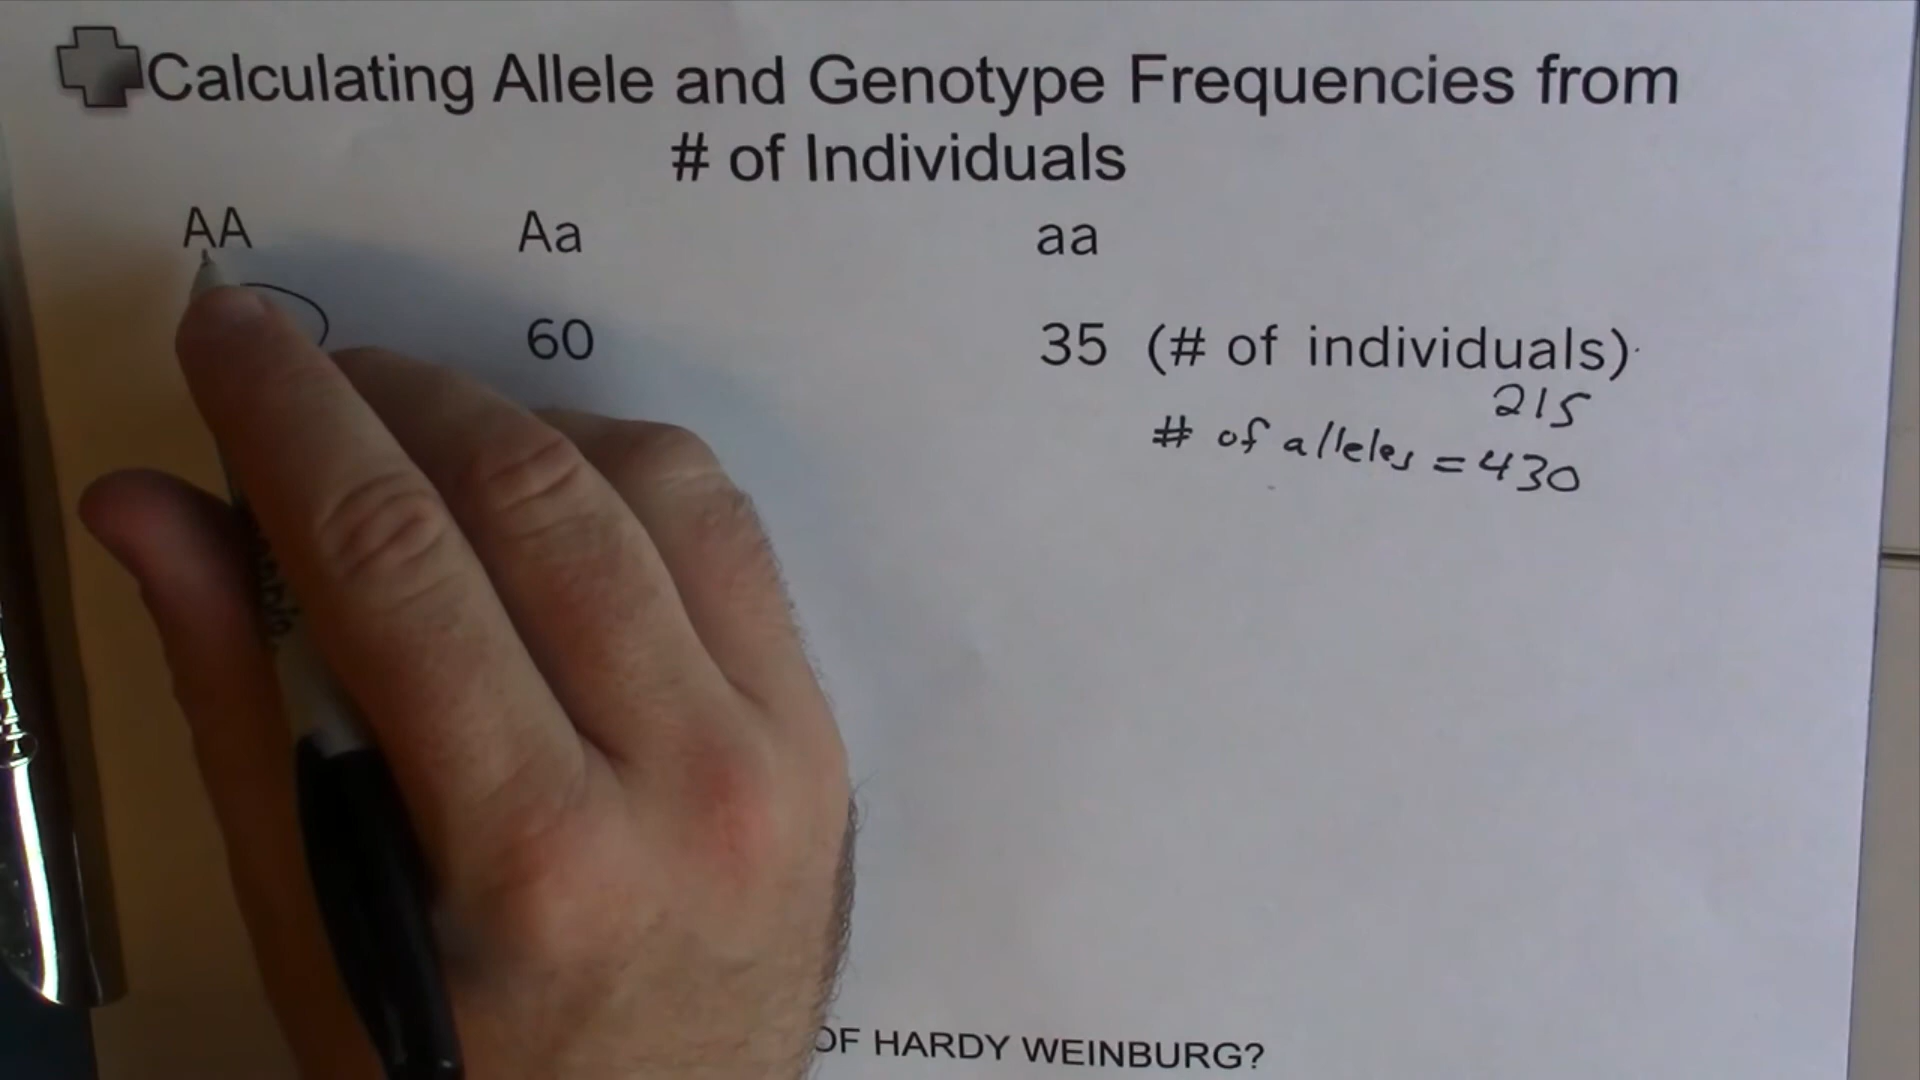 Calculating Allele and Genotype Frequencies from
# of Individuals
AA Aa aa
60 35 (# of individuals)
215
# of alleles = 430
OF HARDY WEINBURG?